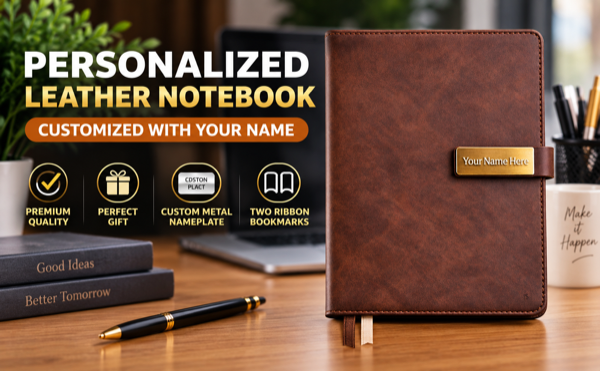 PERSONALIZED
LEATHER NOTEBOOK
CUSTOMIZED WITH YOUR NAME
PREMIUM
QUALITY
PERFECT
GIFT
CDSTON
PLACT
CUSTOM METAL
NAMEPLATE
TWO RIBBON
BOOKMARKS
Your Name Here
Good Ideas
Better Tomorrow
Make
it
Happen